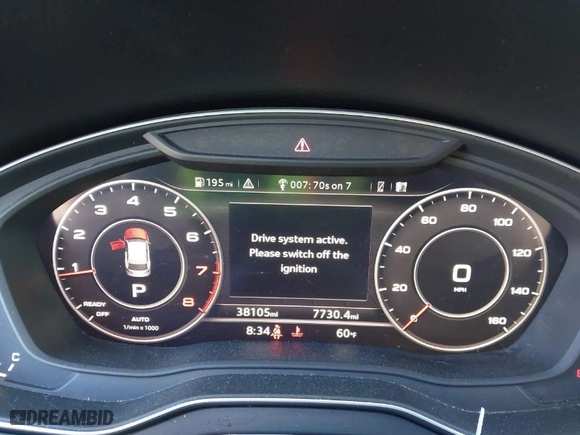 195 mi 007: 70s on 7
1 2 3 4 5 6 7 8
P
READY
OFF
AUTO
1/min x 1000
Drive system active.
Please switch off the
ignition
0 20 40 60 80 100 120 140 160
0
MPH
38105mi 7730.4mi
8:34 60°F
C
DREAMBID